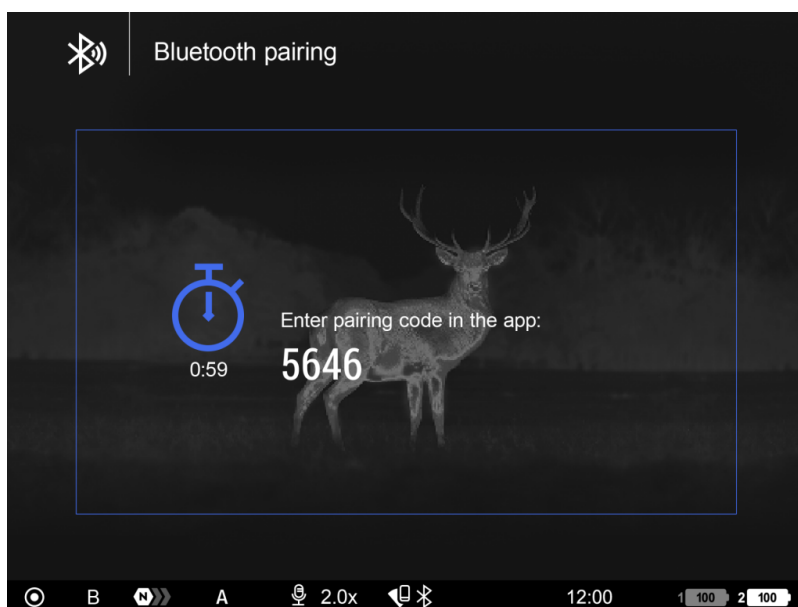 Bluetooth pairing
Enter pairing code in the app:
0:59
5646
B N A 2.0x 12:00 1 100 2 100